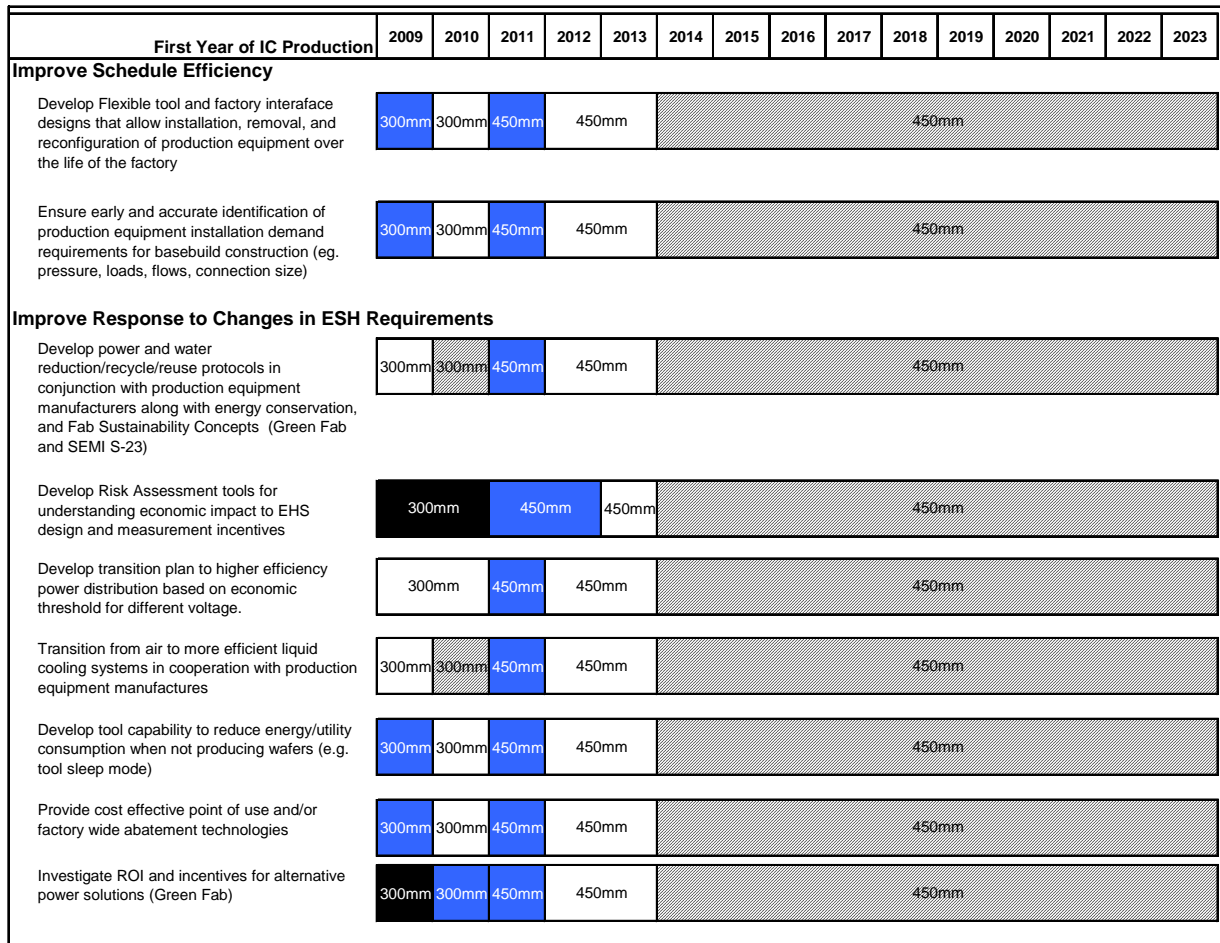 First Year of IC Production 2009 2010 2011 2012 2013 2014 2015 2016 2017 2018 2019 2020 2021 2022 2023
Improve Schedule Efficiency
Develop Flexible tool and factory interaface
designs that allow installation, removal, and
reconfiguration of production equipment over
the life of the factory
300mm 300mm 450mm 450mm 450mm
Ensure early and accurate identification of
production equipment installation demand
requirements for basebuild construction (eg.
pressure, loads, flows, connection size)
300mm 300mm 450mm 450mm 450mm
Improve Response to Changes in ESH Requirements
Develop power and water
reduction/recycle/reuse protocols in
conjunction with production equipment
manufacturers along with energy conservation,
and Fab Sustainability Concepts (Green Fab
and SEMI S-23)
300mm 300mm 450mm 450mm 450mm
Develop Risk Assessment tools for
understanding economic impact to EHS
design and measurement incentives
300mm 450mm 450mm 450mm
Develop transition plan to higher efficiency
power distribution based on economic
threshold for different voltage.
300mm 450mm 450mm 450mm
Transition from air to more efficient liquid
cooling systems in cooperation with production
equipment manufactures
300mm 300mm 450mm 450mm 450mm
Develop tool capability to reduce energy/utility
consumption when not producing wafers (e.g.
tool sleep mode)
300mm 300mm 450mm 450mm 450mm
Provide cost effective point of use and/or
factory wide abatement technologies
300mm 300mm 450mm 450mm 450mm
Investigate ROI and incentives for alternative
power solutions (Green Fab)
300mm 300mm 450mm 450mm 450mm